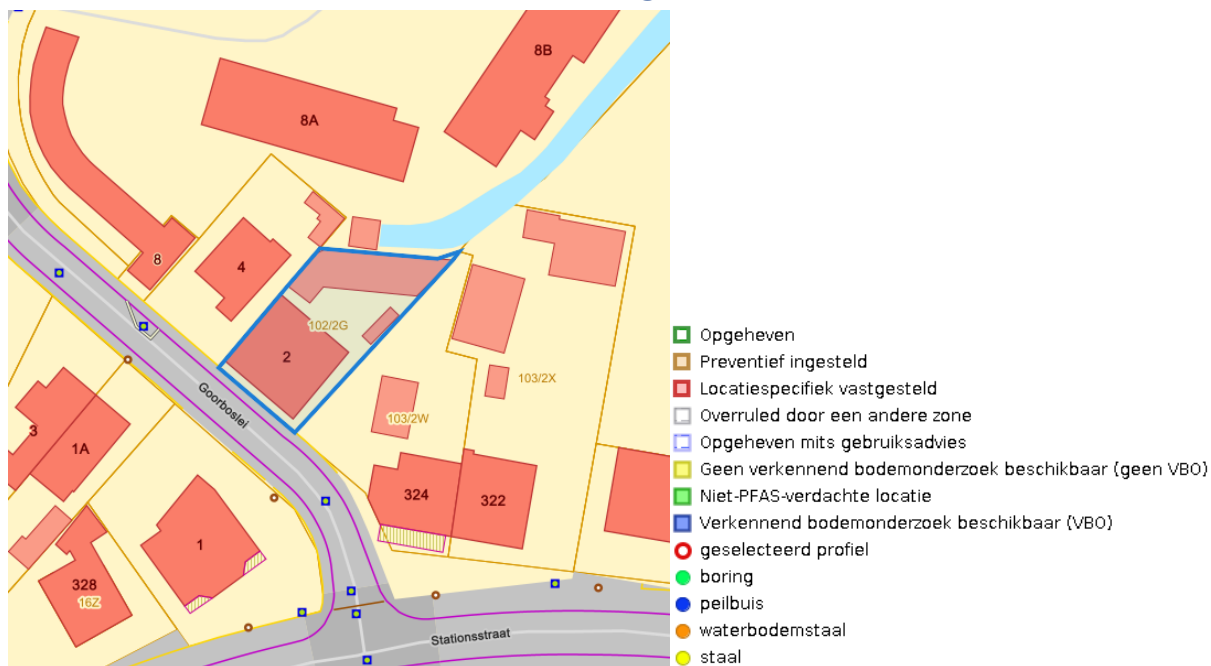 8B
8A
8
4
102/2G
2
Goorboslei
103/2X
103/2W
3
1A
324
322
1
328
16Z
Stationsstraat
Opgeheven
Preventief ingesteld
Locatiespecifiek vastgesteld
Overruled door een andere zone
Opgeheven mits gebruiksadvies
Geen verkennend bodemonderzoek beschikbaar (geen VBO)
Niet-PFAS-verdachte locatie
Verkennend bodemonderzoek beschikbaar (VBO)
geselecteerd profiel
boring
peilbuis
waterbodemstaal
staal